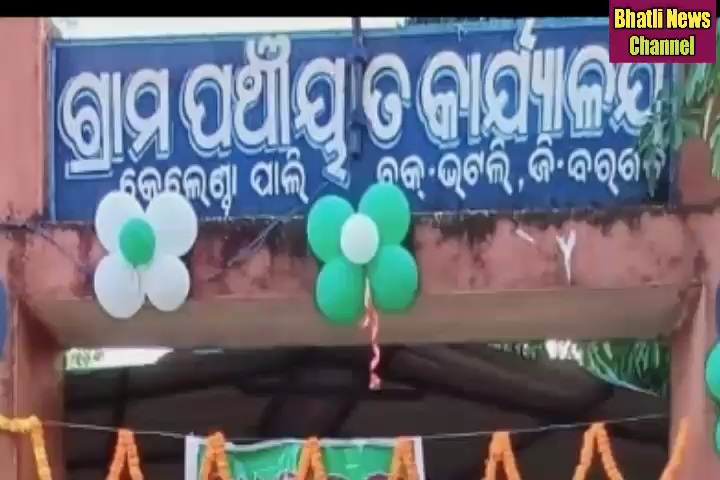 Bhatli News
Channel
ଗ୍ରାମ ପଞ୍ଚାୟତ କାର୍ଯ୍ୟାଳୟ
କେଲେଣ୍ଡା ପାଲି ବ୍ଲକ୍-ଭଟଲି, ଜି-ବରଗଡ଼